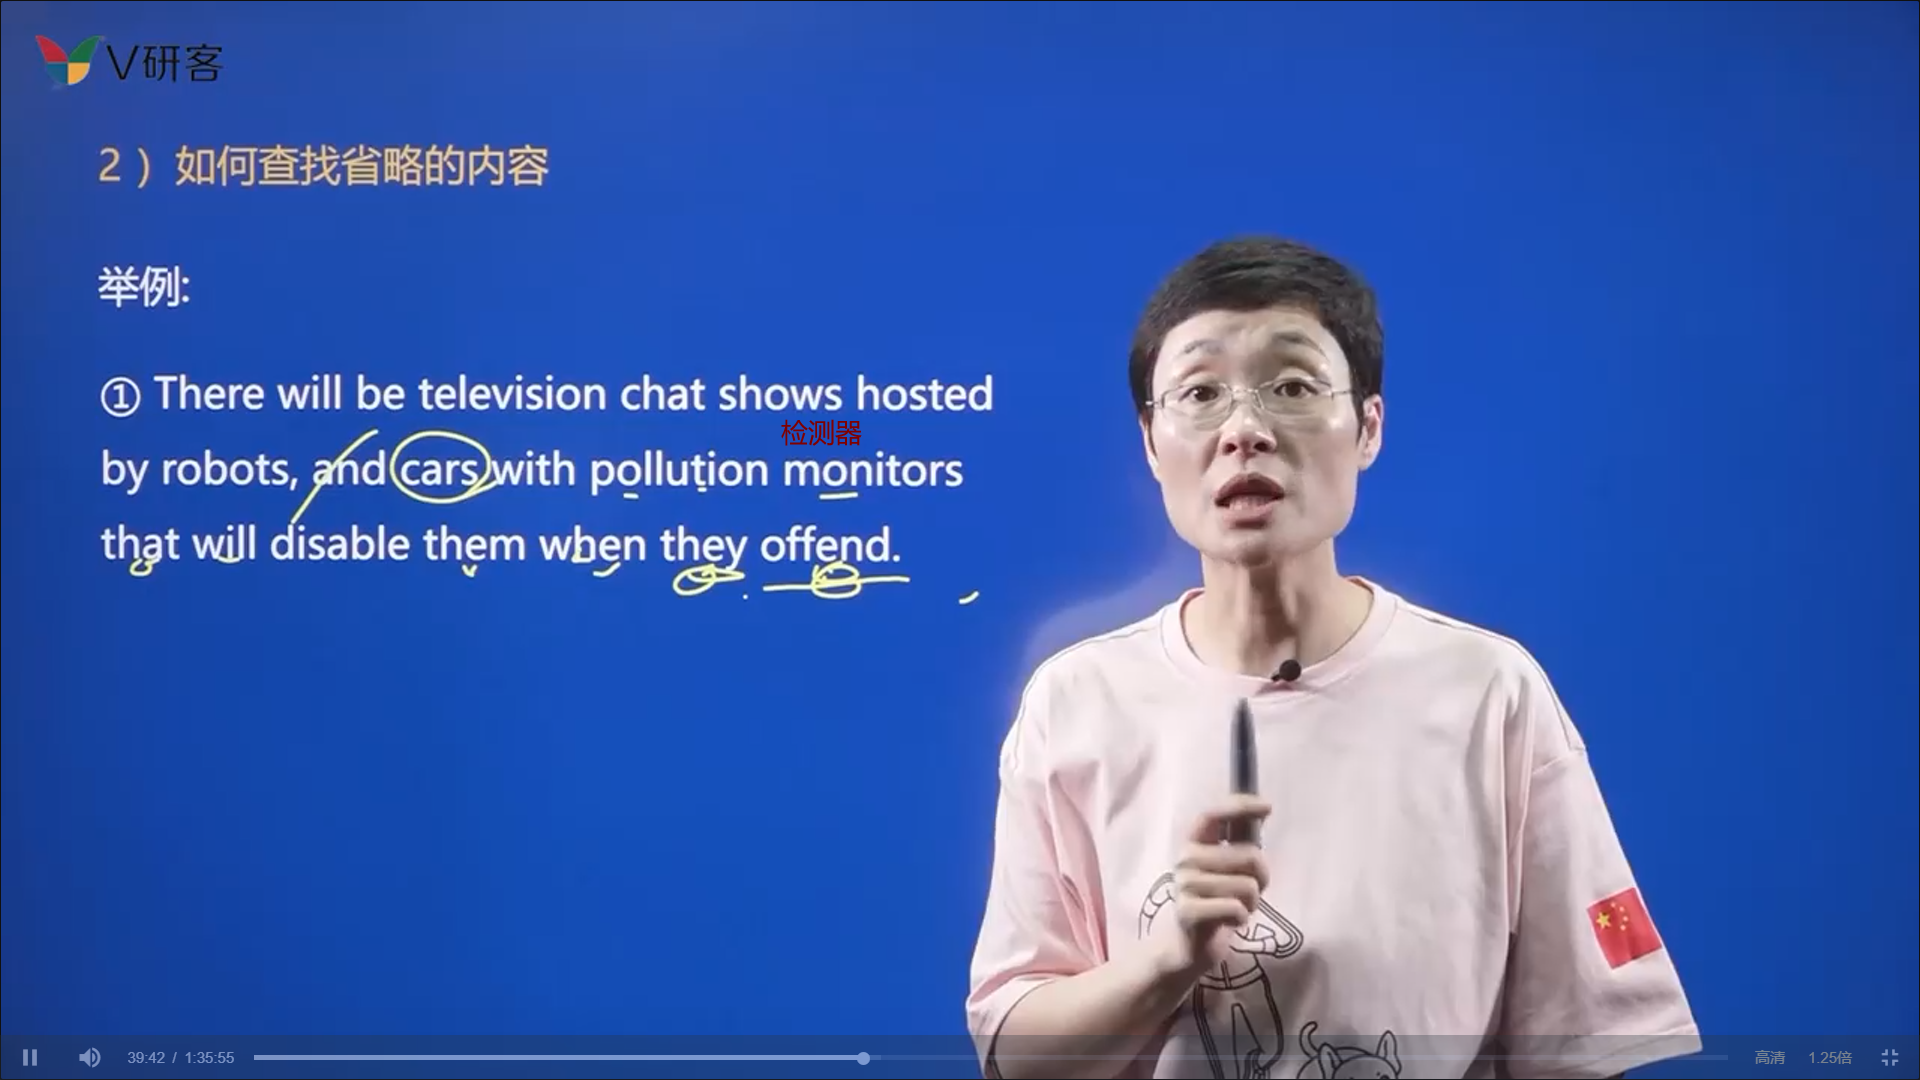 V研客
2） 如何查找省略的内容
举例:
① There will be television chat shows hosted
检测器
by robots, and cars with pollution monitors
that will disable them when they offend.
39:42 / 1:35:55
高清 1.25倍